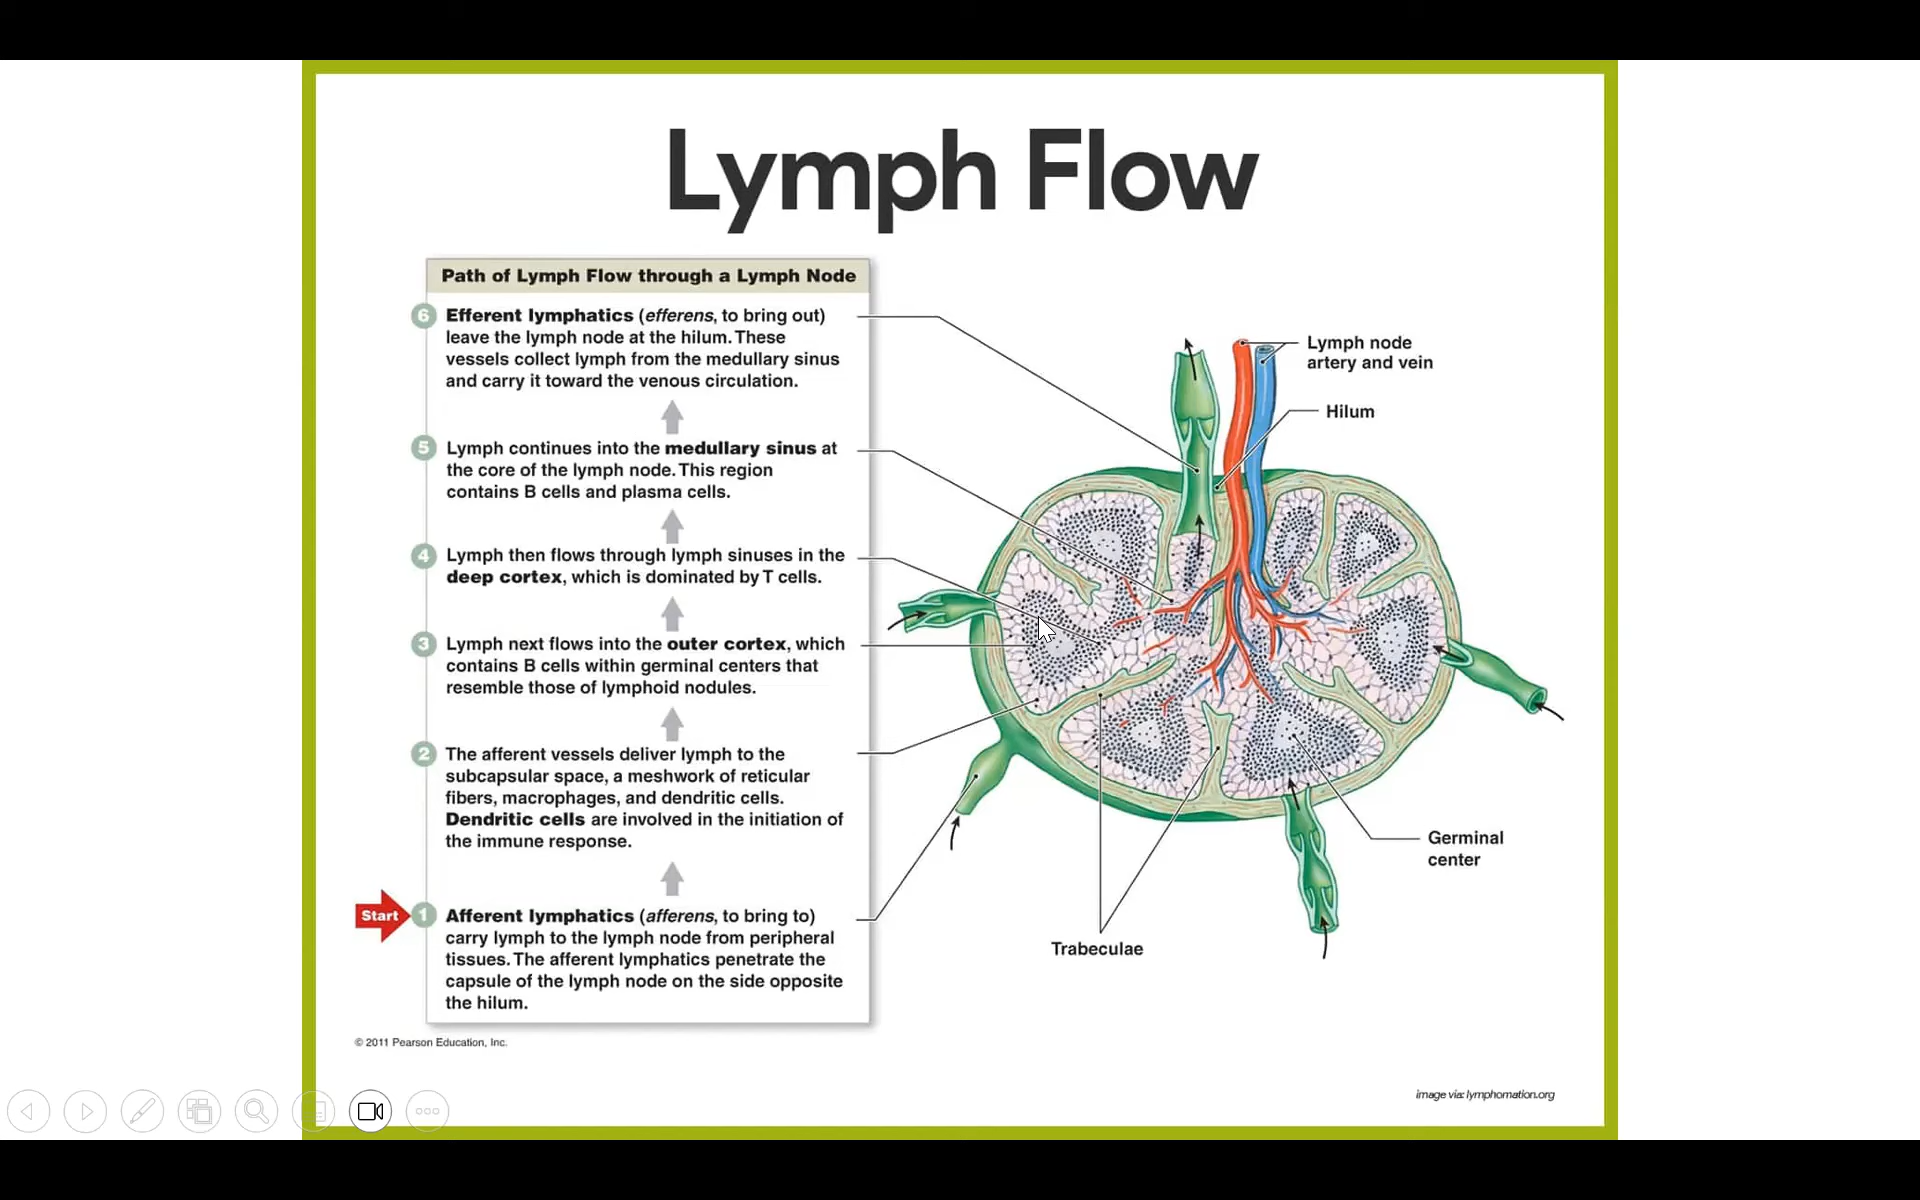 Lymph Flow
Path of Lymph Flow through a Lymph Node
6 Efferent lymphatics (efferens, to bring out)
leave the lymph node at the hilum. These
vessels collect lymph from the medullary sinus
and carry it toward the venous circulation.
5 Lymph continues into the medullary sinus at
the core of the lymph node. This region
contains B cells and plasma cells.
4 Lymph then flows through lymph sinuses in the
deep cortex, which is dominated by T cells.
3 Lymph next flows into the outer cortex, which
contains B cells within germinal centers that
resemble those of lymphoid nodules.
2 The afferent vessels deliver lymph to the
subcapsular space, a meshwork of reticular
fibers, macrophages, and dendritic cells.
Dendritic cells are involved in the initiation of
the immune response.
Start 1 Afferent lymphatics (afferens, to bring to)
carry lymph to the lymph node from peripheral
tissues. The afferent lymphatics penetrate the
capsule of the lymph node on the side opposite
the hilum.
Lymph node
artery and vein
Hilum
Germinal
center
Trabeculae
© 2011 Pearson Education, Inc.
image via: lymphomation.org